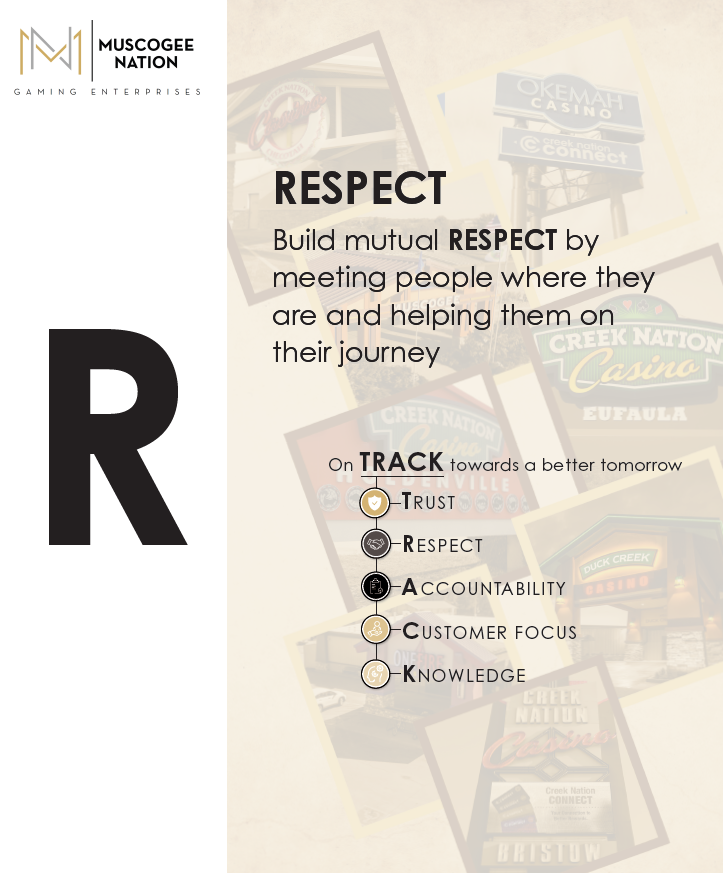 MUSCOGEE
NATION
GAMING ENTERPRISES
R
RESPECT
Build mutual RESPECT by
meeting people where they
are and helping them on
their journey
On TRACK towards a better tomorrow
TRUST
RESPECT
ACCOUNTABILITY
CUSTOMER FOCUS
KNOWLEDGE
OKEMAH
CASINO
creek nation
connect
CREEK NATION
Casino
EUFAULA
CREEK NATION
Casino
DUCK CREEK
CASINO
CREEK
NATION
Casino
Creek Nation
CONNECT
BRISTOW